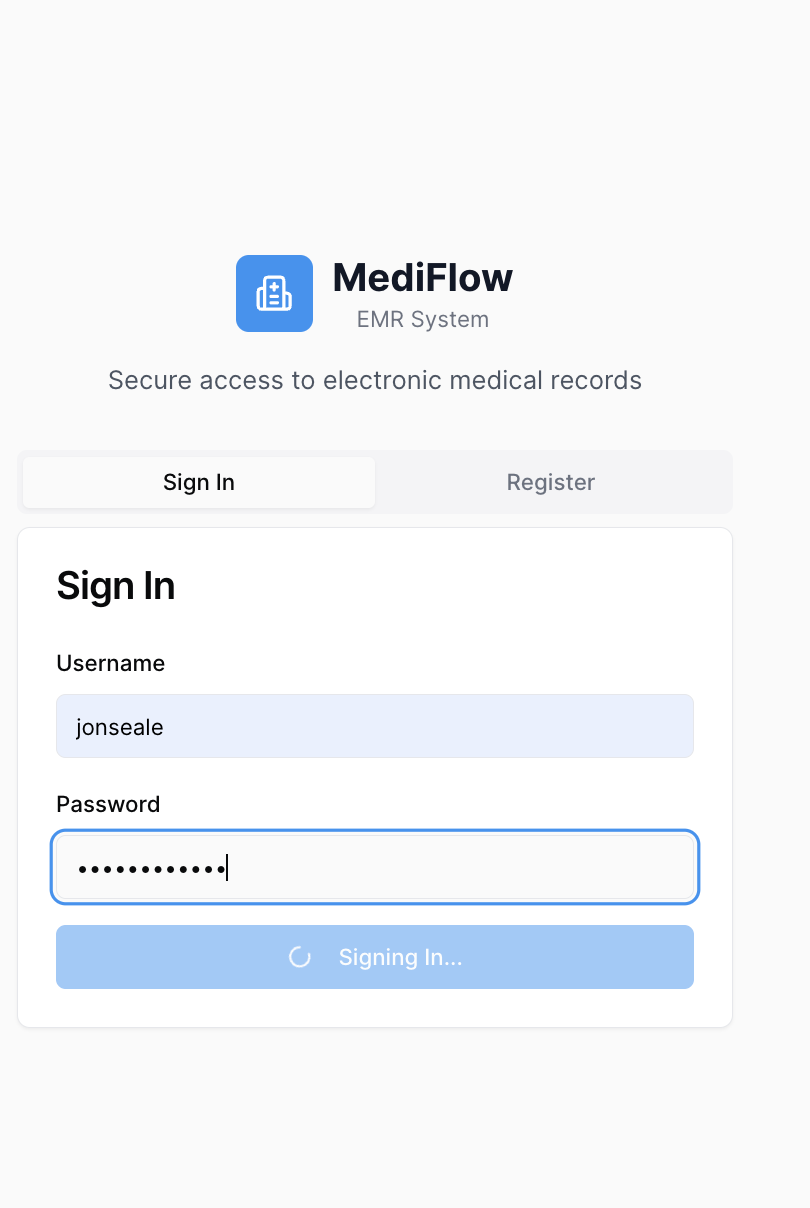 MediFlow
EMR System
Secure access to electronic medical records
Sign In
Register
Sign In
Username
jonseale
Password
••••••••••••
Signing In...